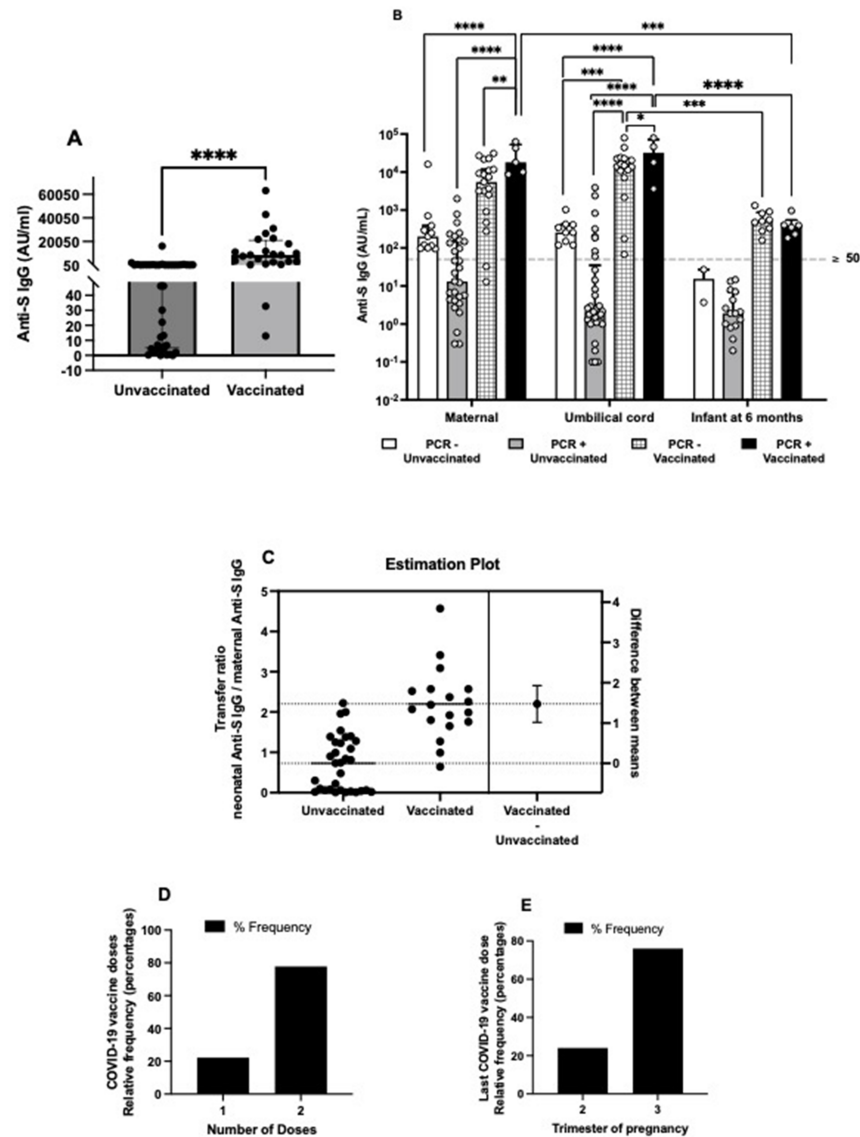 A
Anti-S IgG (AU/ml)
****
60050
40050
20050
50
40
30
20
10
0
-10
Unvaccinated
Vaccinated
B
Anti-S IgG (AU/mL)
****
***
****
**
****
***
****
****
****
***
*
10⁵
10⁴
10³
10²
10¹
10⁰
10⁻¹
10⁻²
≥ 50
Maternal
Umbilical cord
Infant at 6 months
PCR -
Unvaccinated
PCR +
Unvaccinated
PCR -
Vaccinated
PCR +
Vaccinated
C
Estimation Plot
Transfer ratio
neonatal Anti-S IgG / maternal Anti-S IgG
5
4
3
2
1
0
4
3
2
1
0
Difference between means
Unvaccinated
Vaccinated
Vaccinated
-
Unvaccinated
D
% Frequency
COVID-19 vaccine doses
Relative frequency (percentages)
100
80
60
40
20
0
1
2
Number of Doses
E
% Frequency
Last COVID-19 vaccine dose
Relative frequency (percentages)
80
60
40
20
0
2
3
Trimester of pregnancy